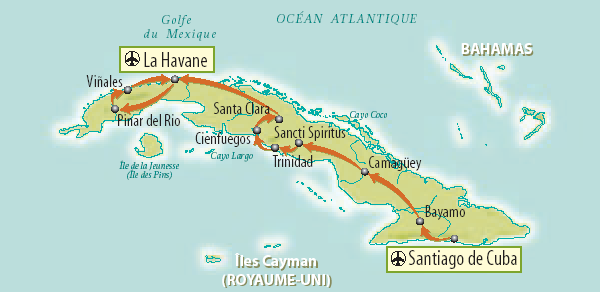 Golfe
du Mexique
OCÉAN ATLANTIQUE
BAHAMAS
La Havane
Viñales
Pinar del Rio
Santa Clara
Cayo Coco
Sancti Spiritus
Cienfuegos
Cayo Largo
Trinidad
Île de la Jeunesse
(Île des Pins)
Camagüey
Bayamo
Santiago de Cuba
Îles Cayman
(ROYAUME-UNI)